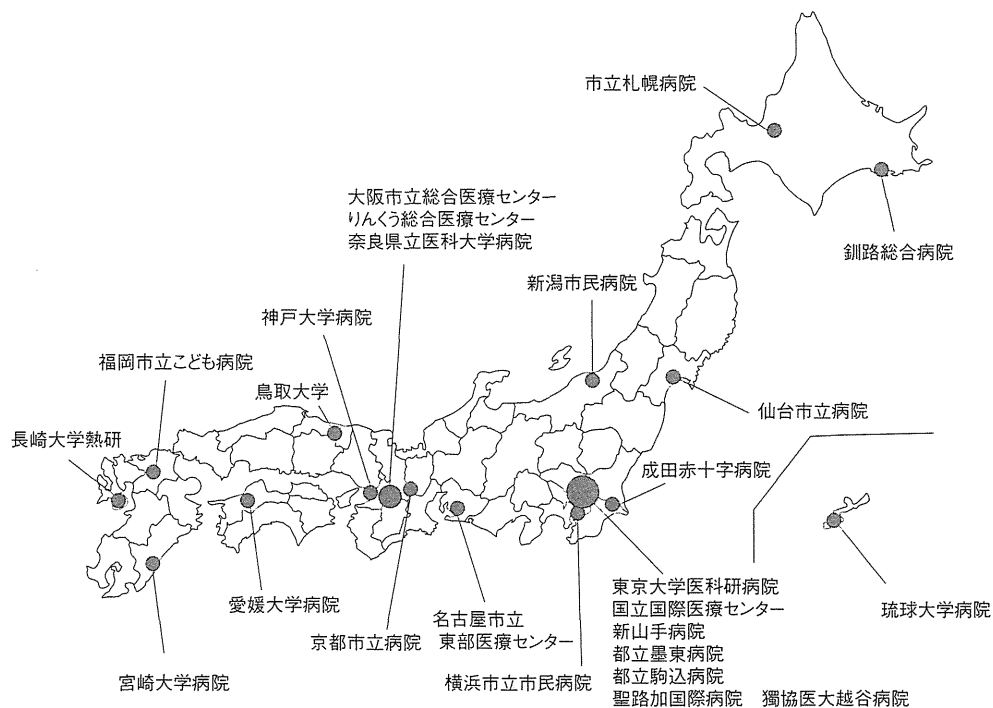 市立札幌病院
釧路総合病院
大阪市立総合医療センター
りんくう総合医療センター
奈良県立医科大学病院
新潟市民病院
神戸大学病院
福岡市立こども病院
鳥取大学
仙台市立病院
長崎大学熱研
成田赤十字病院
東京大学医科研病院
国立国際医療センター
新山手病院
都立墨東病院
都立駒込病院
聖路加国際病院 獨協医大越谷病院
琉球大学病院
愛媛大学病院
名古屋市立
東部医療センター
京都市立病院
宮崎大学病院
横浜市立市民病院